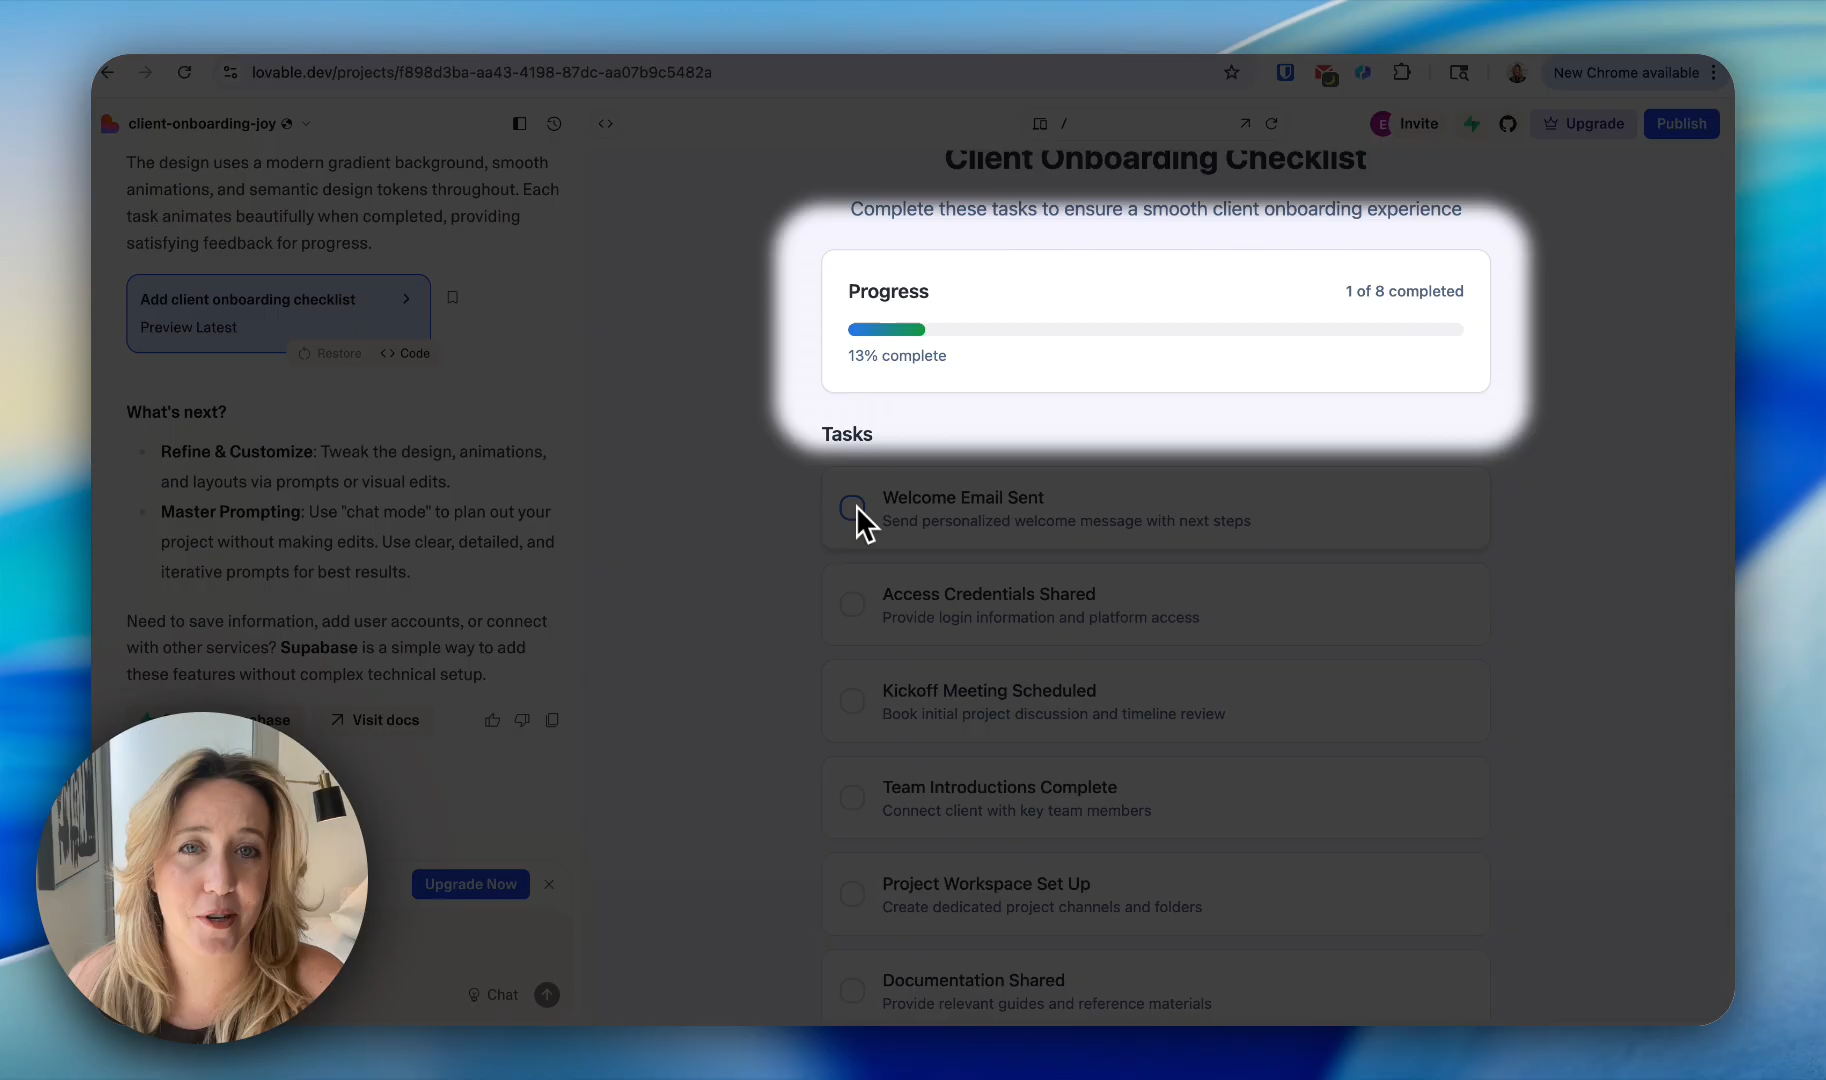 lovable.dev/projects/f898d3ba-aa43-4198-87dc-aa07b9c5482a
New Chrome available
client-onboarding-joy
/
E
Invite
Upgrade
Publish
The design uses a modern gradient background, smooth
animations, and semantic design tokens throughout. Each
task animates beautifully when completed, providing
satisfying feedback for progress.
Add client onboarding checklist
Preview Latest
Restore
Code
What's next?
Refine & Customize: Tweak the design, animations,
and layouts via prompts or visual edits.
Master Prompting: Use "chat mode" to plan out your
project without making edits. Use clear, detailed, and
iterative prompts for best results.
Need to save information, add user accounts, or connect
with other services? Supabase is a simple way to add
these features without complex technical setup.
Visit docs
Upgrade Now
Chat
Client Onboarding Checklist
Complete these tasks to ensure a smooth client onboarding experience
Progress
1 of 8 completed
13% complete
Tasks
Welcome Email Sent
Send personalized welcome message with next steps
Access Credentials Shared
Provide login information and platform access
Kickoff Meeting Scheduled
Book initial project discussion and timeline review
Team Introductions Complete
Connect client with key team members
Project Workspace Set Up
Create dedicated project channels and folders
Documentation Shared
Provide relevant guides and reference materials